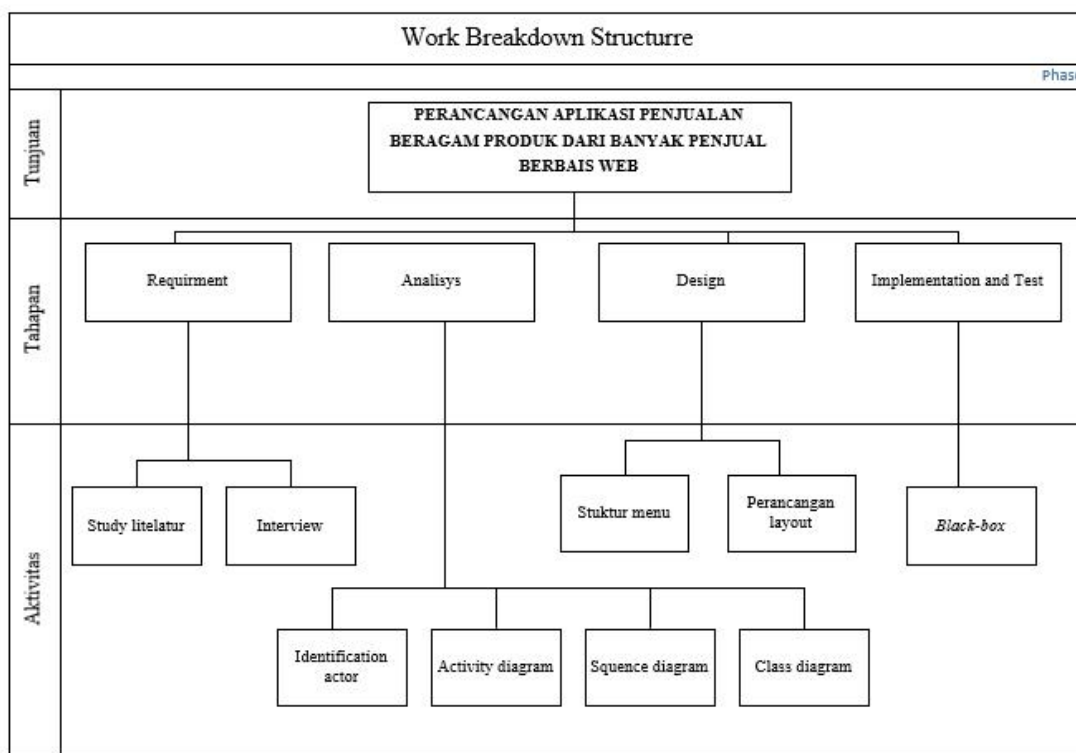 Work Breakdown Structurre
Phase
Tunjuan
PERANCANGAN APLIKASI PENJUALAN
BERAGAM PRODUK DARI BANYAK PENJUAL
BERBAIS WEB
Tahapan
Requirment
Analisys
Design
Implementation and Test
Aktivitas
Study litelatur
Interview
Stuktur menu
Perancangan
layout
Black-box
Identification
actor
Activity diagram
Squence diagram
Class diagram